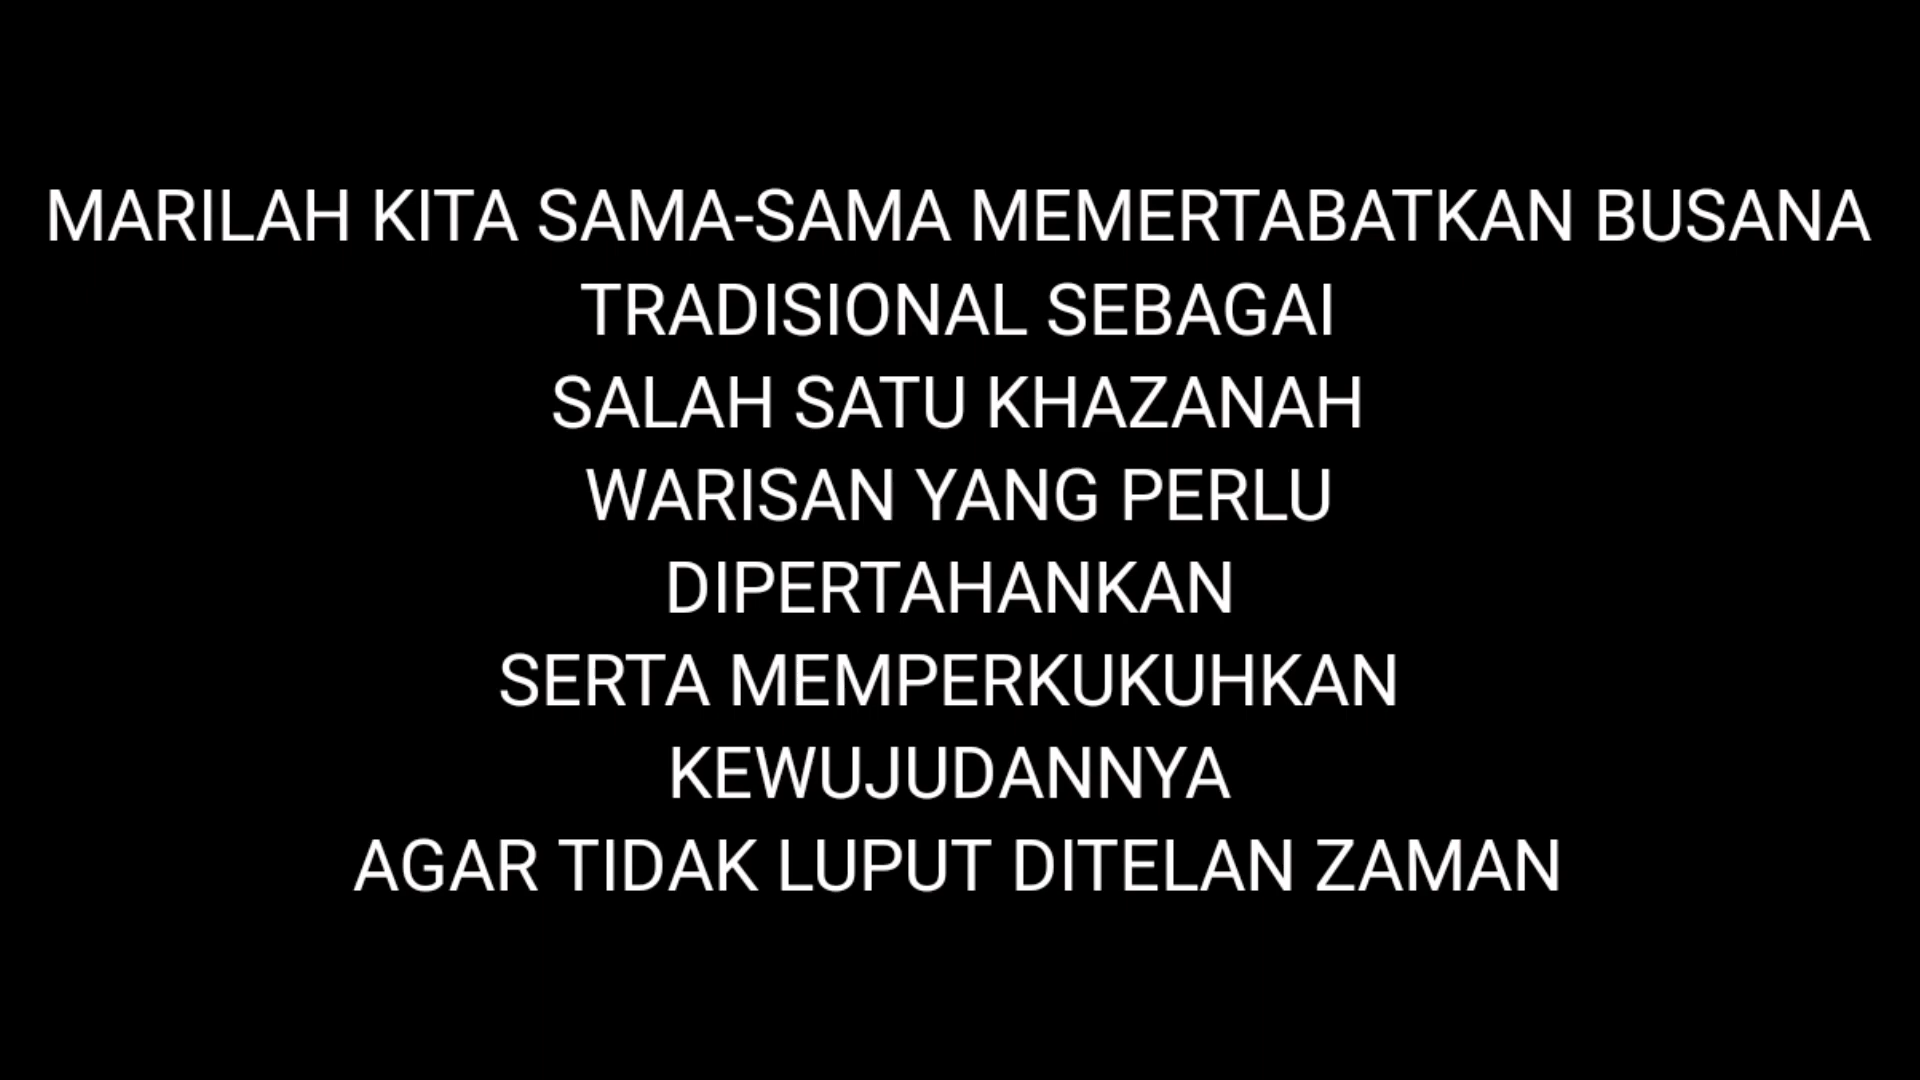 MARILAH KITA SAMA-SAMA MEMERTABATKAN BUSANA
TRADISIONAL SEBAGAI
SALAH SATU KHAZANAH
WARISAN YANG PERLU
DIPERTAHANKAN
SERTA MEMPERKUKUHKAN
KEWUJUDANNYA
AGAR TIDAK LUPUT DITELAN ZAMAN